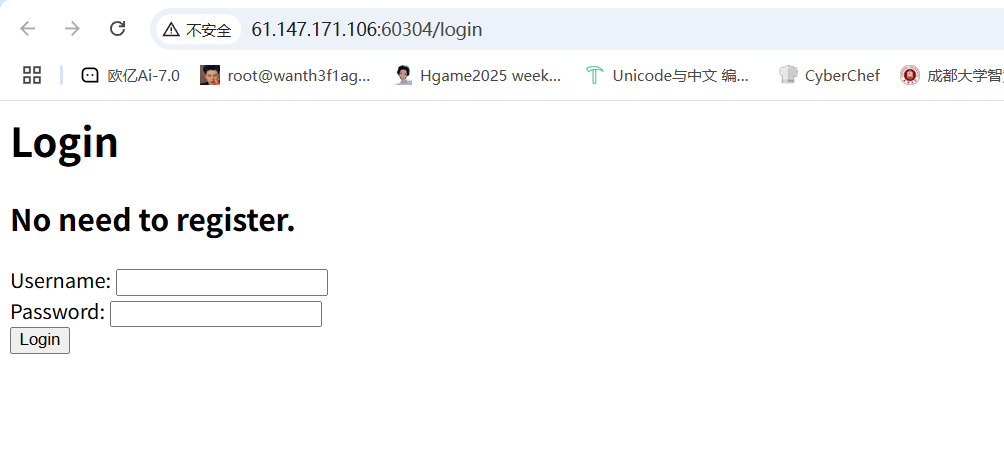 不安全 61.147.171.106:60304/login
欧亿Ai-7.0 root@wanth3f1ag... Hgame2025 week... Unicode与中文 编... CyberChef 成都大学智
Login
No need to register.
Username:
Password:
Login